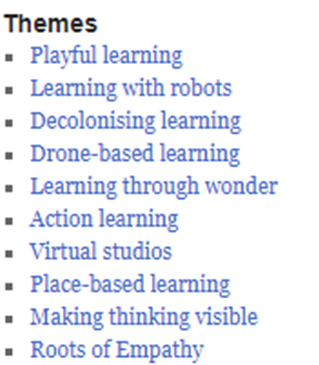 Themes
Playful learning
Learning with robots
Decolonising learning
Drone-based learning
Learning through wonder
Action learning
Virtual studios
Place-based learning
Making thinking visible
Roots of Empathy